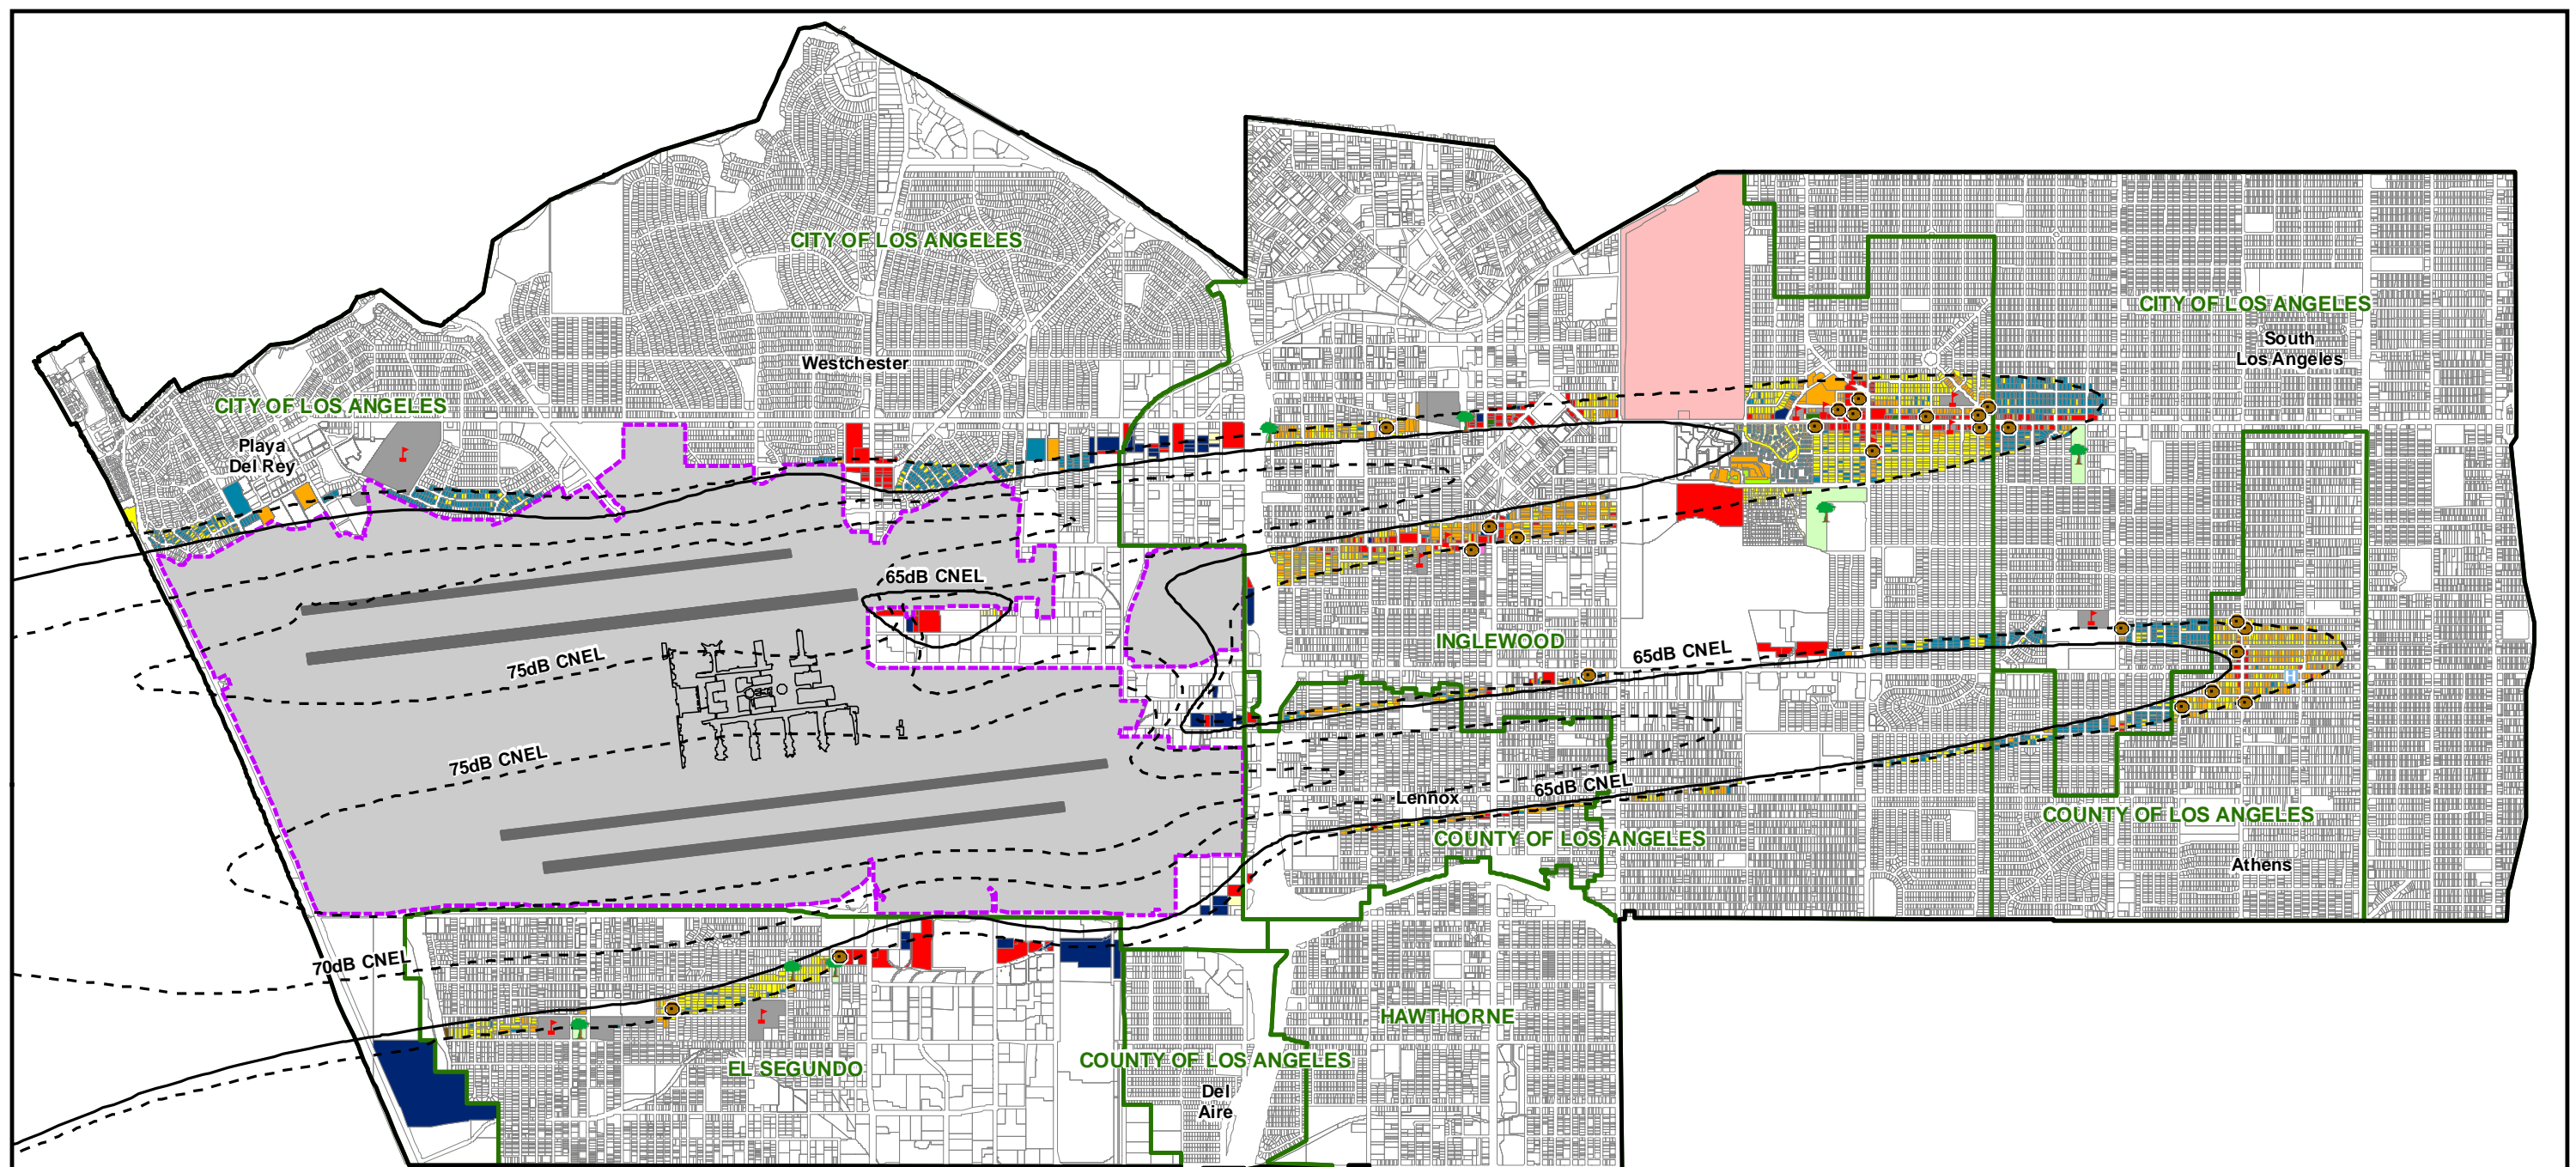 CITY OF LOS ANGELES
CITY OF LOS ANGELES
South
Los Angeles
Westchester
CITY OF LOS ANGELES
Playa
Del Rey
65dB CNEL
INGLEWOOD
65dB CNEL
75dB CNEL
75dB CNEL
65dB CNEL
Lennox
COUNTY OF LOS ANGELES
COUNTY OF LOS ANGELES
Athens
70dB CNEL
HAWTHORNE
COUNTY OF LOS ANGELES
EL SEGUNDO
Del
Aire
H